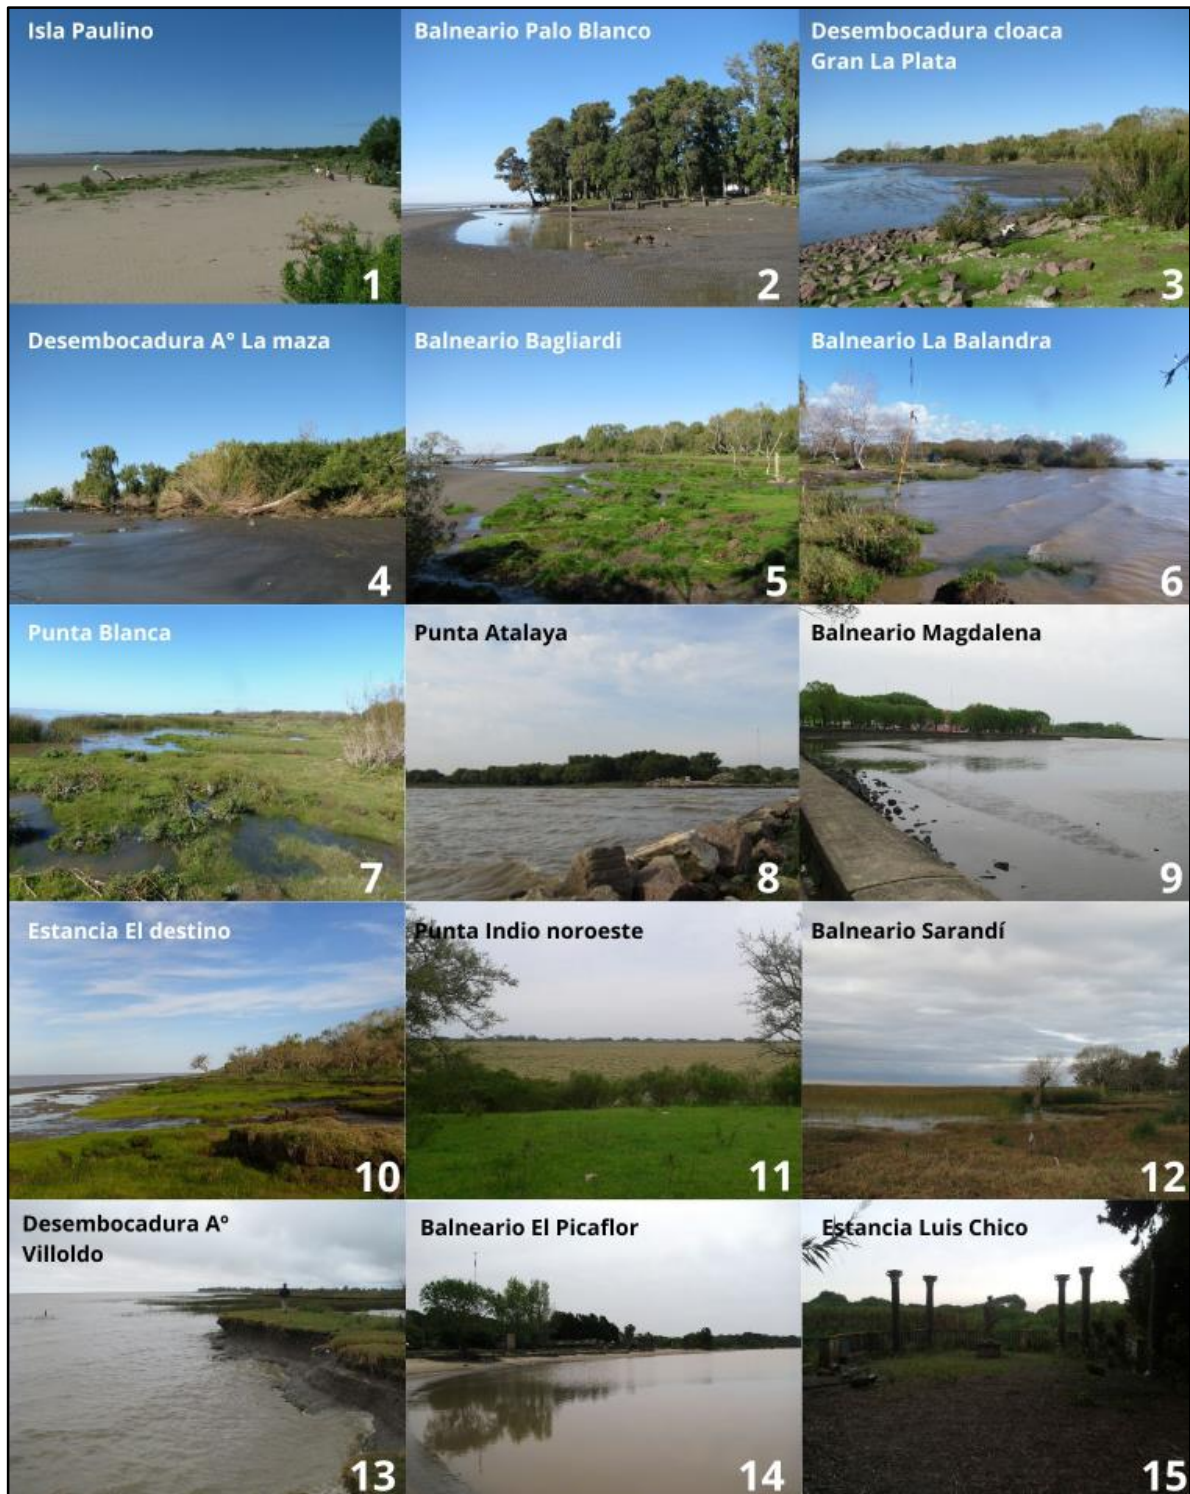 Isla Paulino
1
Balneario Palo Blanco
2
Desembocadura cloaca
Gran La Plata
3
Desembocadura A° La maza
4
Balneario Bagliardi
5
Balneario La Balandra
6
Punta Blanca
7
Punta Atalaya
8
Balneario Magdalena
9
Estancia El destino
10
Punta Indio noroeste
11
Balneario Sarandí
12
Desembocadura A°
Villoldo
13
Balneario El Picaflor
14
Estancia Luis Chico
15